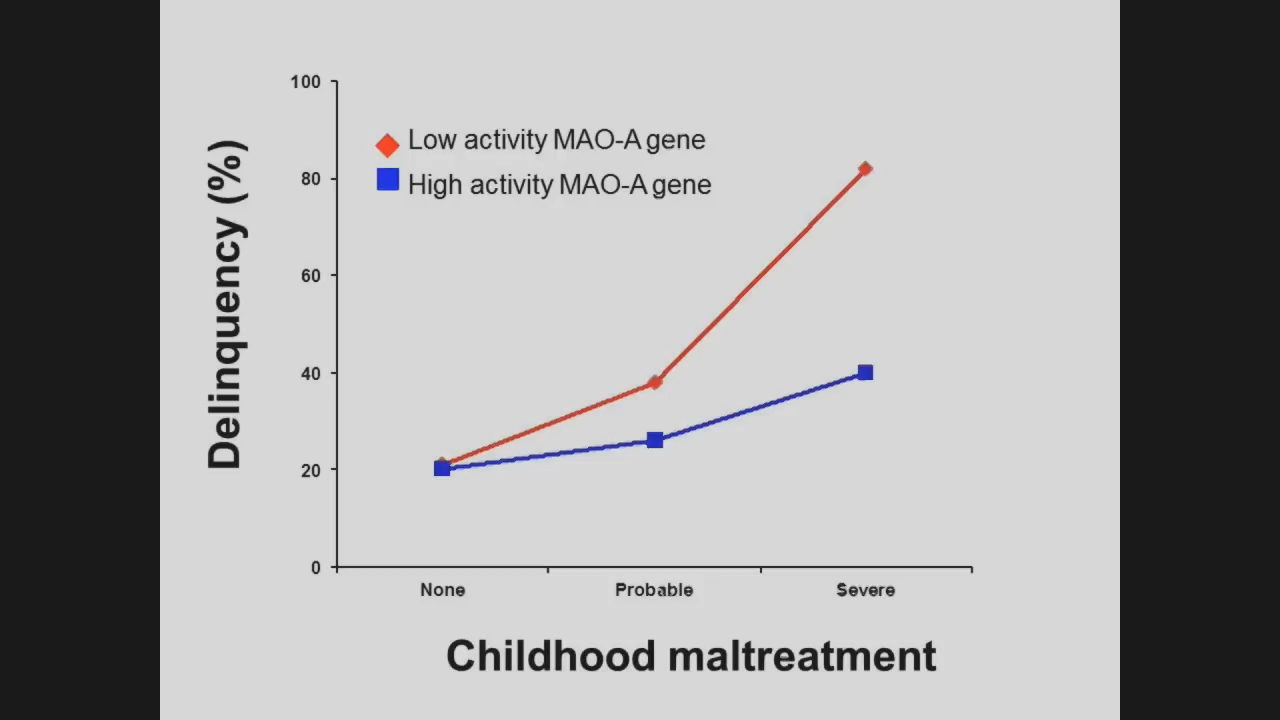 Delinquency (%)
100
80
60
40
20
0
Low activity MAO-A gene
High activity MAO-A gene
None
Probable
Severe
Childhood maltreatment